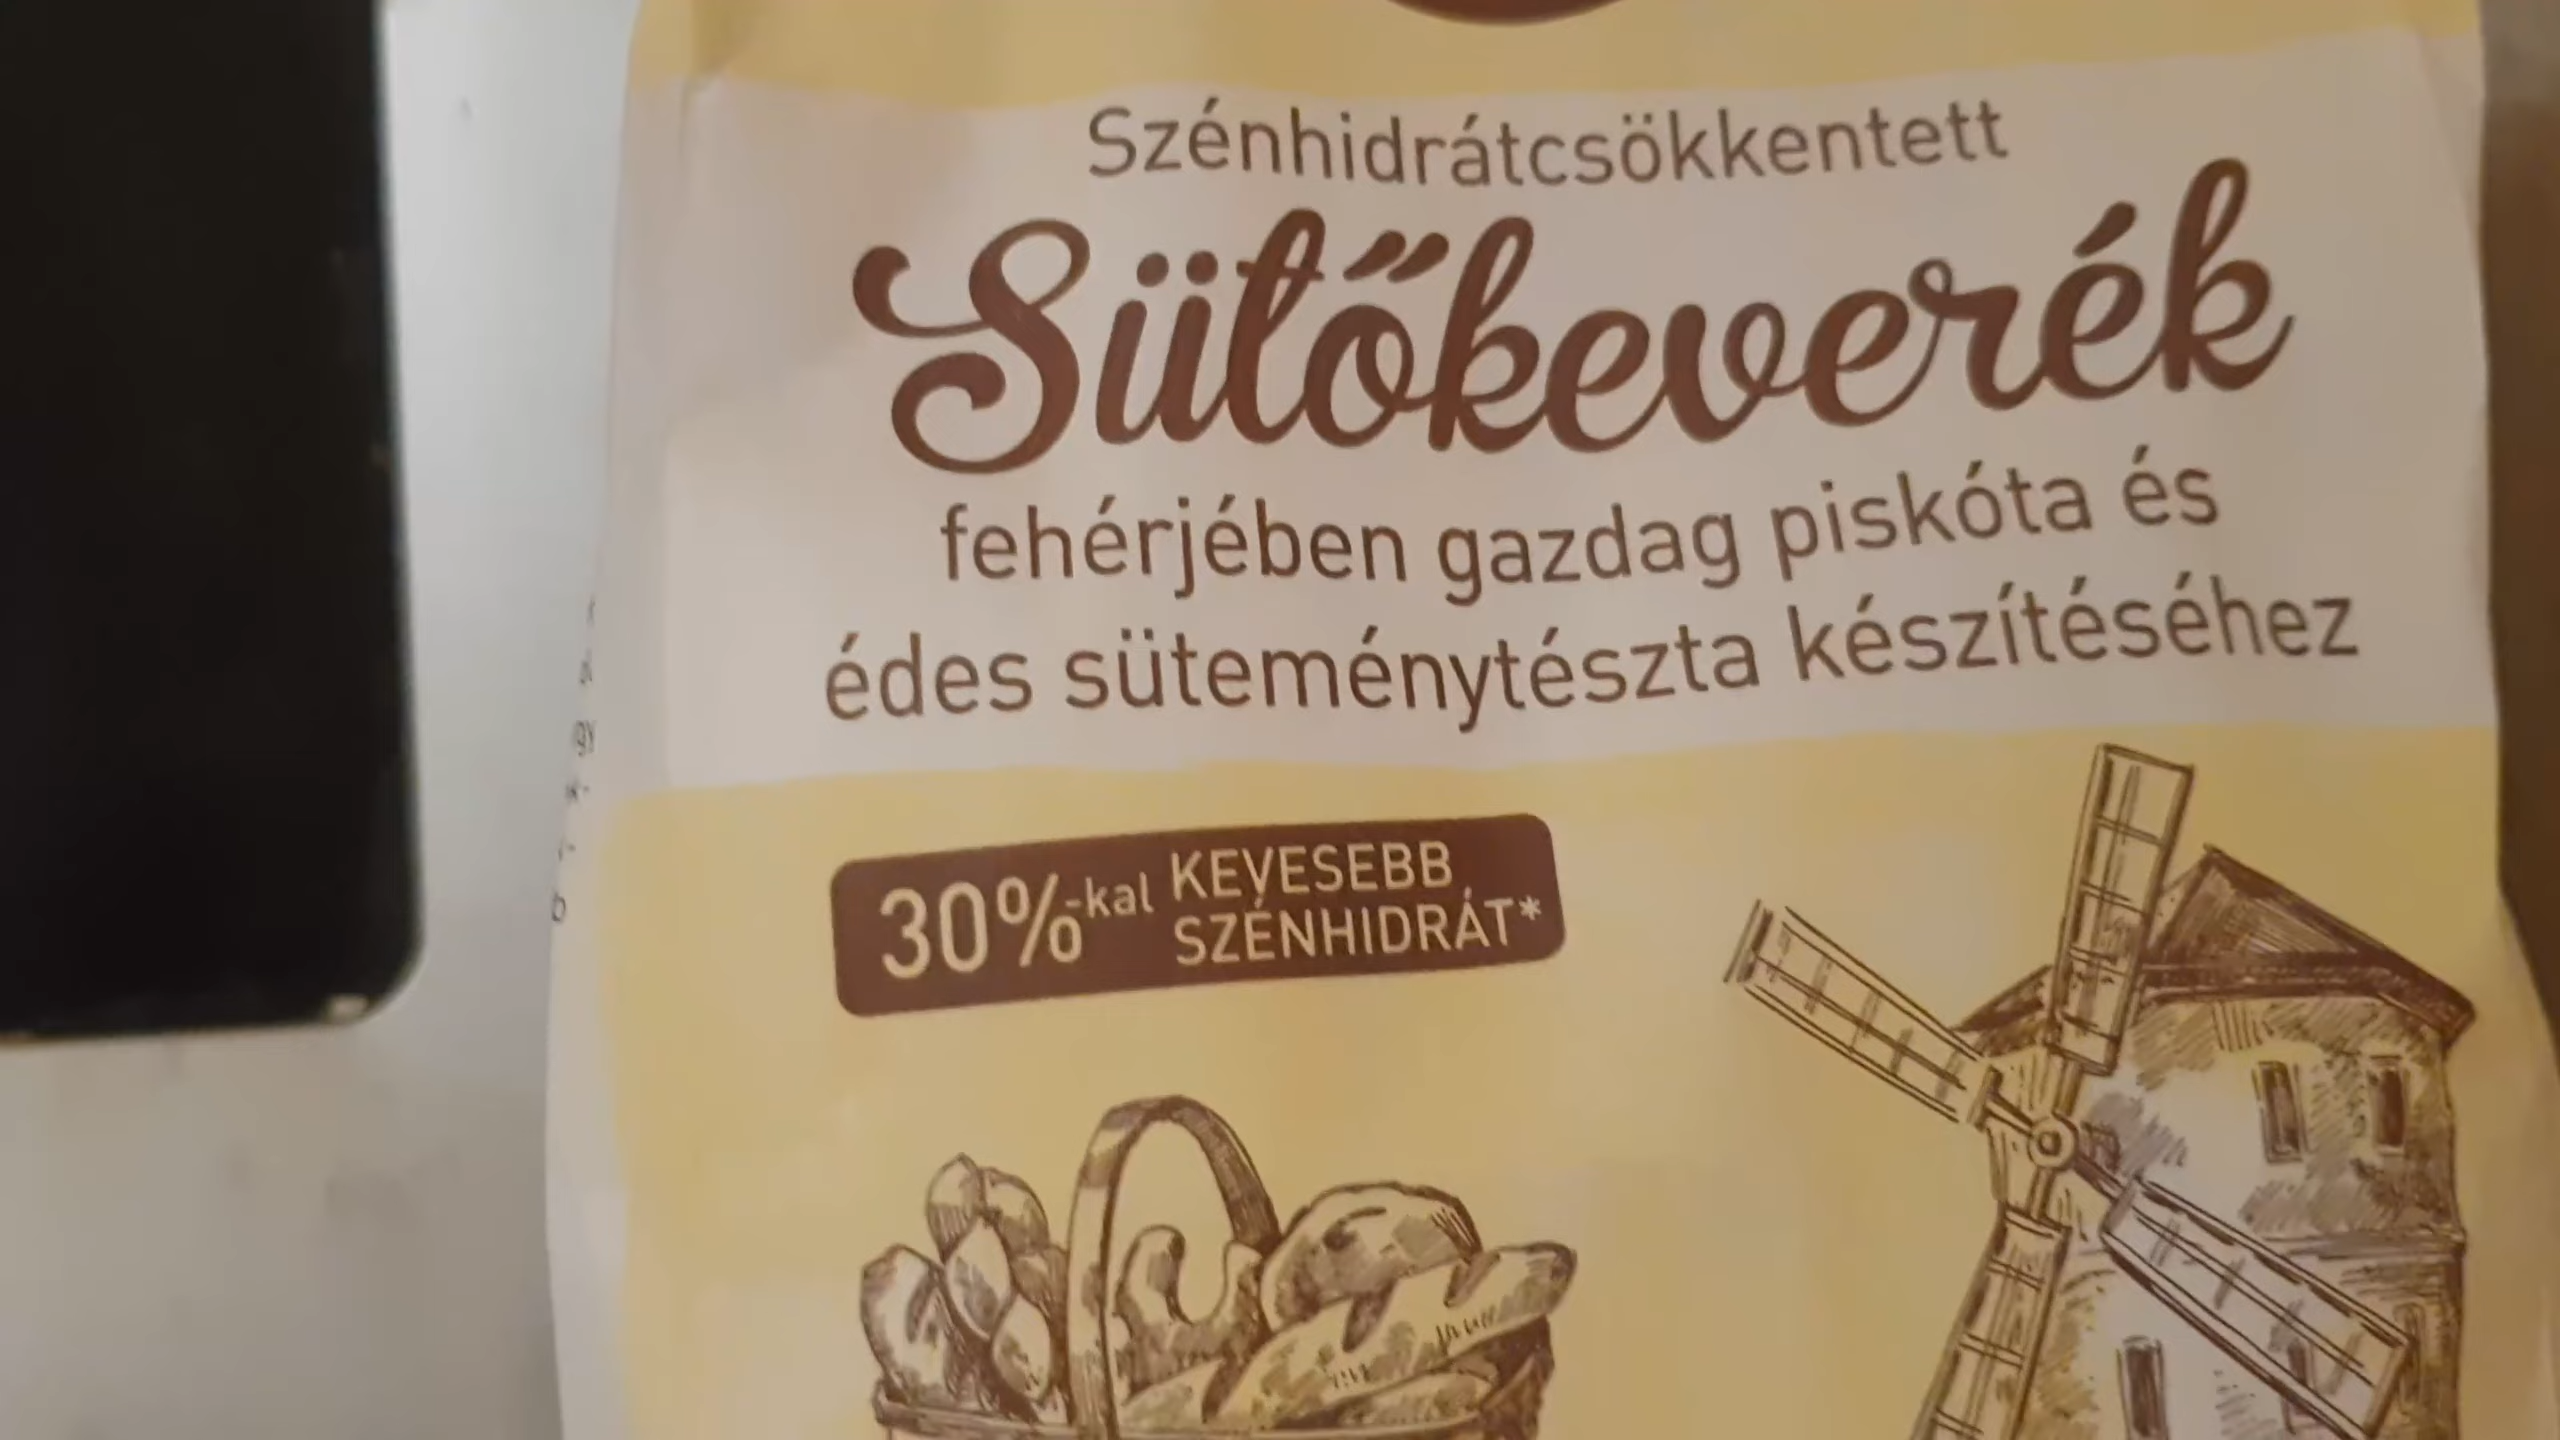 Szénhidrátcsökkentett
Sütőkeverék
fehérjében gazdag piskóta és
édes süteménytészta készítéséhez
30%-kal KEVESEBB
SZÉNHIDRÁT*